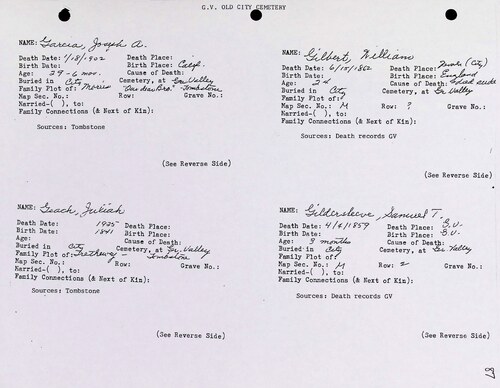 G.V. OLD CITY CEMETERY
NAME: Garcia, Joseph A.
Death Date: 1/18/1902 Death Place:
Birth Date: Birth Place: Calif.
Age: 29 - 6 mos. Cause of Death:
Buried in City Cemetery, at Gr. Valley
Family Plot of: Morris "Our dear Bro." - Tombstone
Map Sec. No.: Row: Grave No.:
Married-( ), to:
Family Connections (& Next of Kin):
Sources: Tombstone
(See Reverse Side)
NAME: Gilbert, William
Death Date: 6/15/1862 Death Place: (City)
Birth Date: Birth Place: England
Age: Cause of Death:
Buried in City Cemetery, at Gr. Valley
Family Plot of:
Map Sec. No.: M Row: ? Grave No.:
Married-( ), to:
Family Connections (& Next of Kin):
Sources: Death records GV
(See Reverse Side)
NAME: Geach, Juliah
Death Date: 1925 Death Place:
Birth Date: 1841 Birth Place:
Age: Cause of Death:
Buried in City Cemetery, at Gr. Valley
Family Plot of: Trethewey - Tombstone
Map Sec. No.: Row: Grave No.:
Married-( ), to:
Family Connections (& Next of Kin):
Sources: Tombstone
(See Reverse Side)
NAME: Gildersleeve, Samuel T.
Death Date: 4/6/1859 Death Place: G.V.
Birth Date: Birth Place: G.V.
Age: 9 months Cause of Death:
Buried in City Cemetery, at Gr. Valley
Family Plot of:
Map Sec. No.: M Row: Grave No.:
Married-( ), to:
Family Connections (& Next of Kin):
Sources: Death records GV
(See Reverse Side)
87